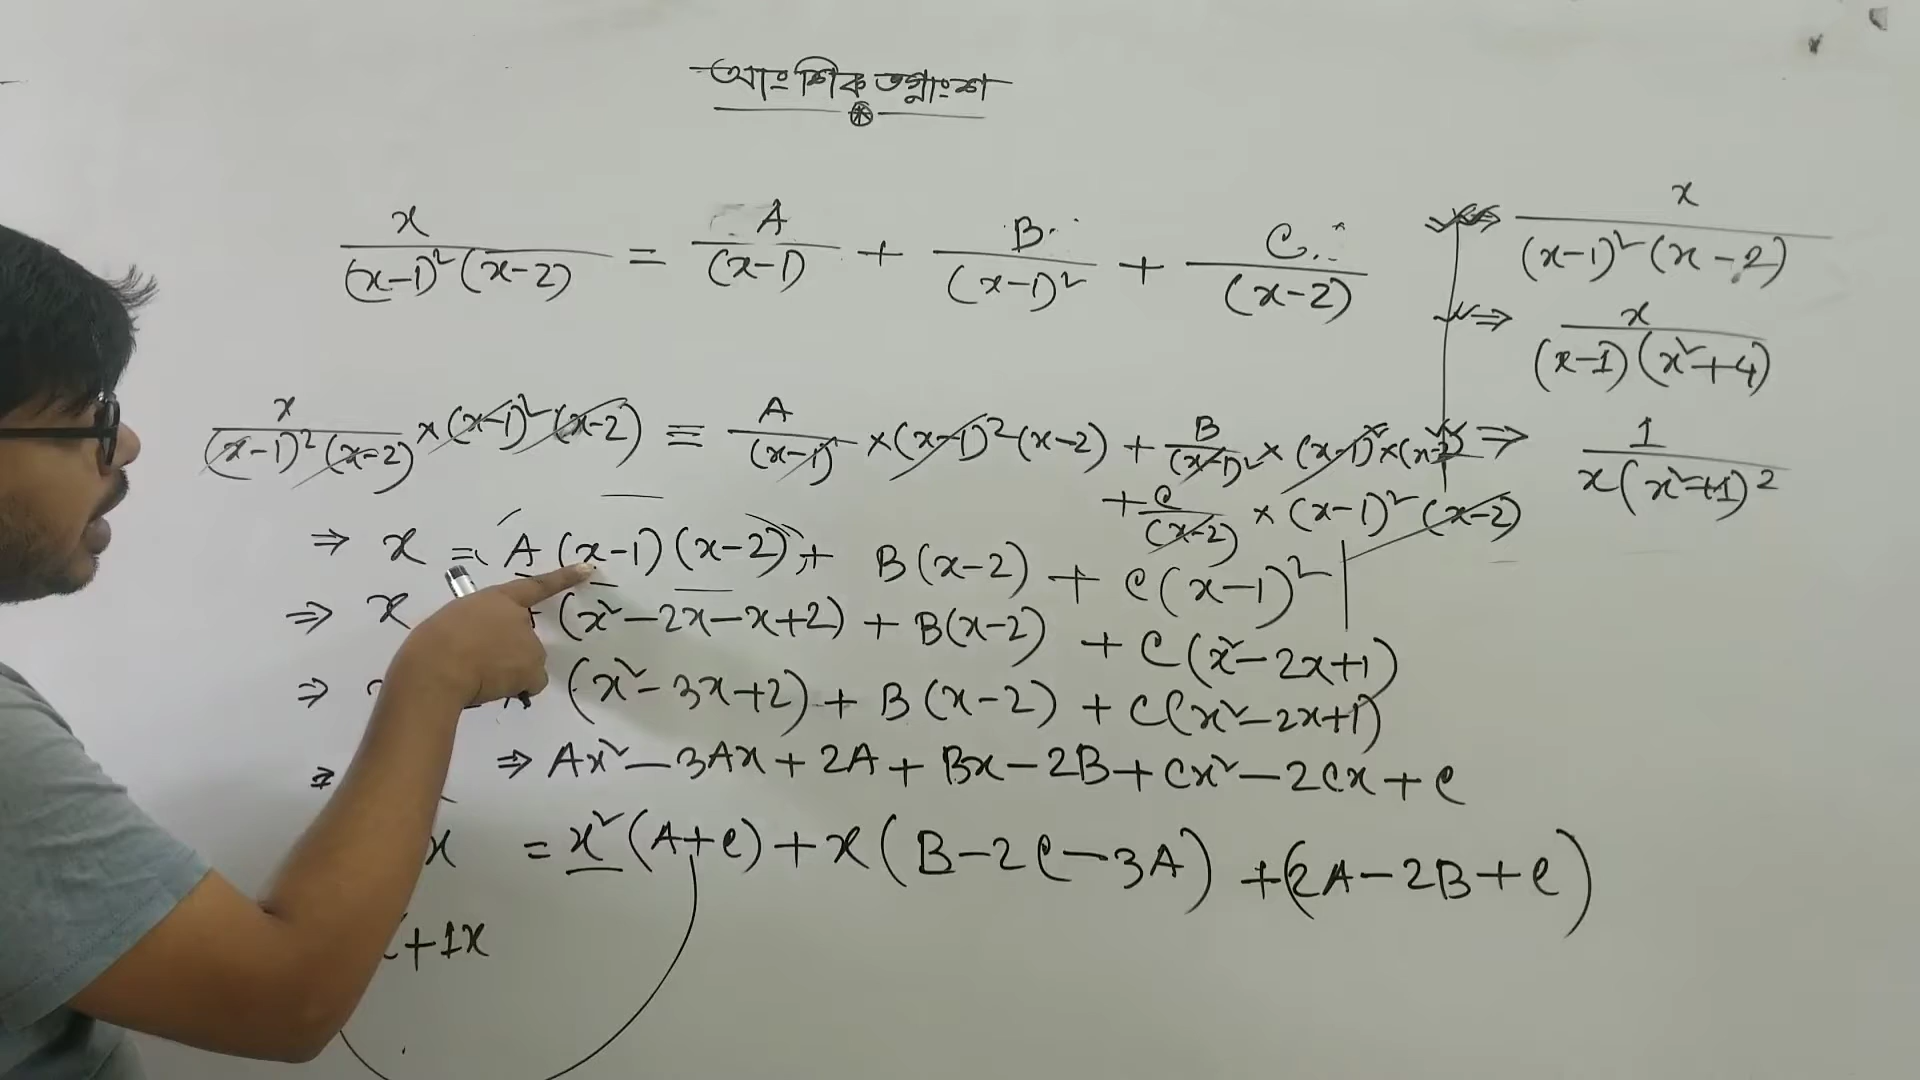 আংশিক ভগ্নাংশ
x/((x-1)²(x-2)) = A/(x-1) + B/(x-1)² + C/(x-2)
x/((x-1)²(x-2)) × (x-1)²(x-2) = A/(x-1) × (x-1)²(x-2) + B/(x-1)² × (x-1)² × (x-2)
+ C/(x-2) × (x-1)²(x-2)
⇒ x = A(x-1)(x-2) + B(x-2) + C(x-1)²
⇒ x (x²-2x-x+2) + B(x-2) + C(x²-2x+1)
⇒ (x²-3x+2) + B(x-2) + C(x²-2x+1)
⇒ ⇒ Ax²-3Ax+2A+Bx-2B+Cx²-2Cx+C
x = x²(A+C)+x(B-2C-3A)+(2A-2B+C)
+1x
⇒ x/((x-1)²(x-2))
⇒ x/((x-1)(x²+4))
⇒ 1/(x(x²+1)²)